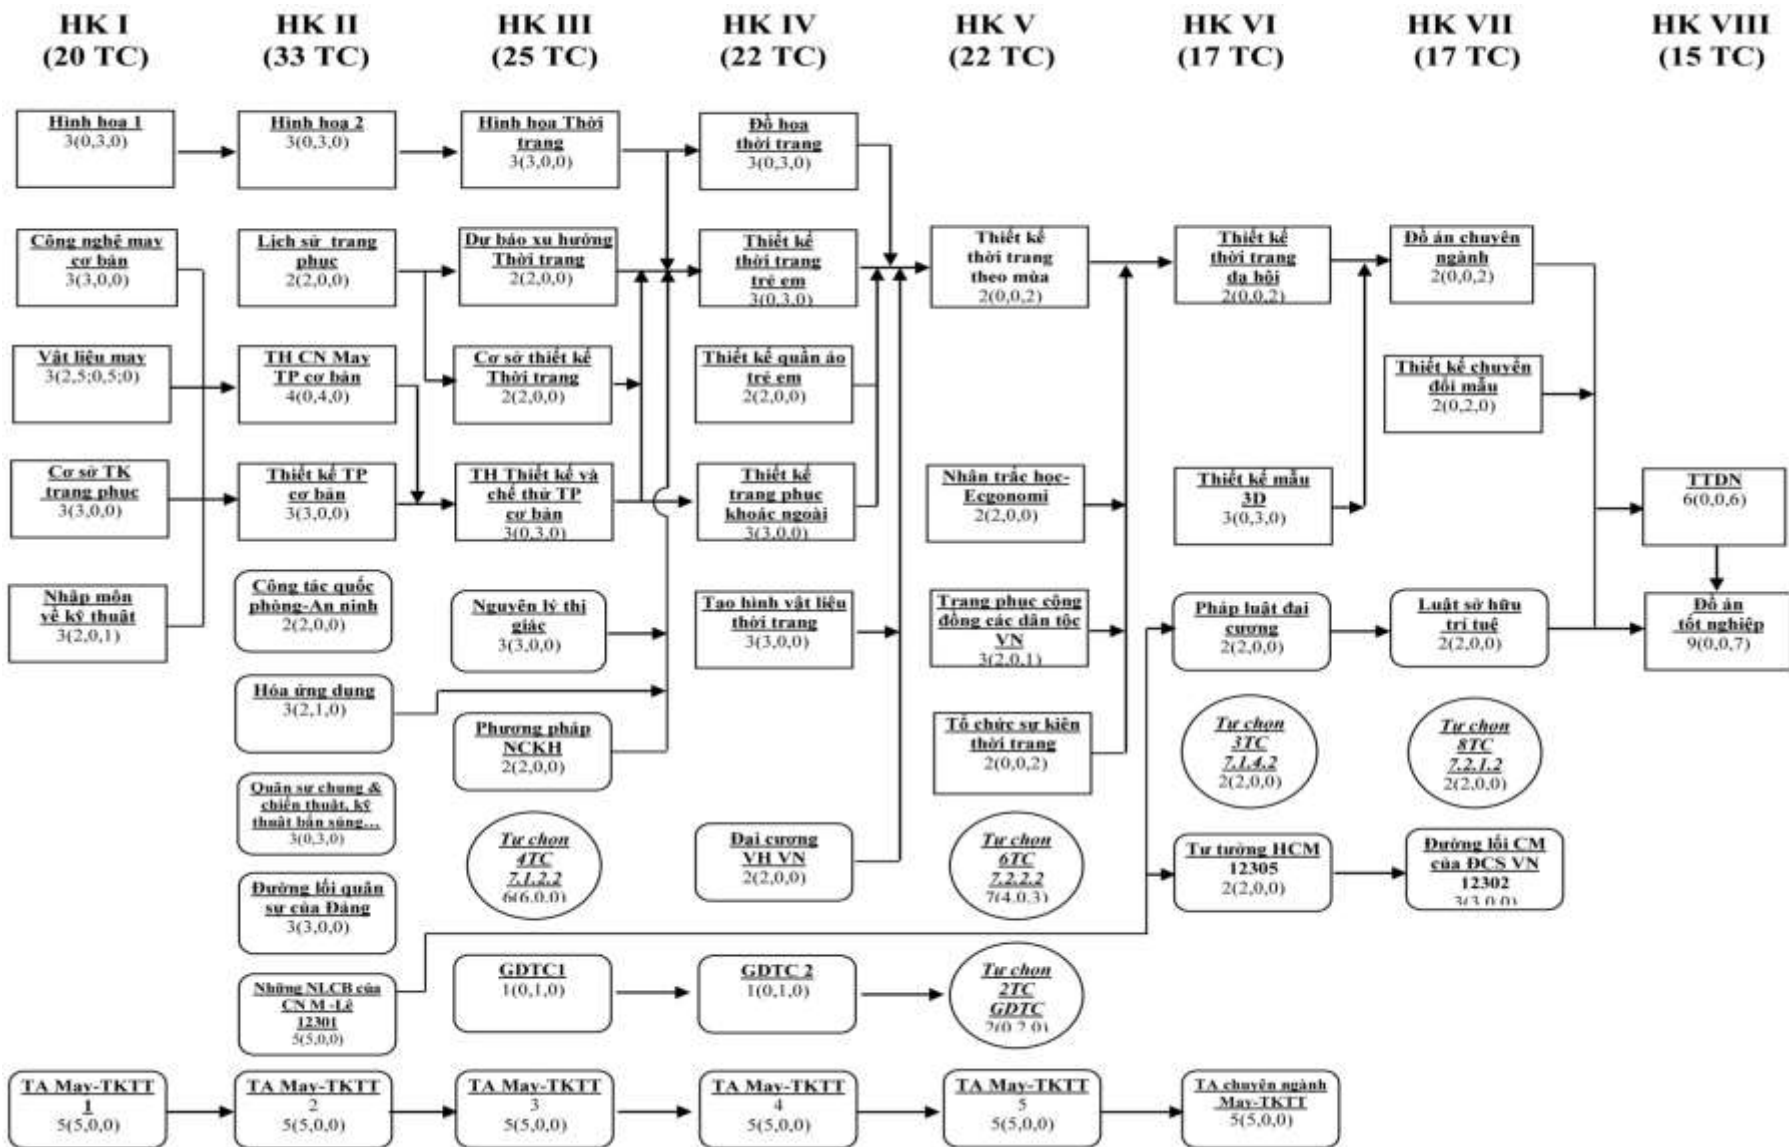 HK I
(20 TC)
HK II
(33 TC)
HK III
(25 TC)
HK IV
(22 TC)
HK V
(22 TC)
HK VI
(17 TC)
HK VII
(17 TC)
HK VIII
(15 TC)
Hình họa 1
3(0,3,0)
Hình họa 2
3(0,3,0)
Hình họa Thời
trang
3(3,0,0)
Đồ họa
thời trang
3(0,3,0)
Công nghệ may
cơ bản
3(3,0,0)
Lịch sử trang
phục
2(2,0,0)
Dự báo xu hướng
Thời trang
2(2,0,0)
Thiết kế
thời trang
trẻ em
3(0,3,0)
Thiết kế
thời trang
theo mùa
2(0,0,2)
Thiết kế
thời trang
dạ hội
2(0,0,2)
Đồ án chuyên
ngành
2(0,0,2)
Vật liệu may
3(2,5;0,5;0)
TH CN May
TP cơ bản
4(0,4,0)
Cơ sở thiết kế
Thời trang
2(2,0,0)
Thiết kế quần áo
trẻ em
2(2,0,0)
Thiết kế chuyển
đổi mẫu
2(0,2,0)
Cơ sở TK
trang phục
3(3,0,0)
Thiết kế TP
cơ bản
3(3,0,0)
TH Thiết kế và
chế thử TP
cơ bản
3(0,3,0)
Thiết kế
trang phục
khoác ngoài
3(3,0,0)
Nhân trắc học-
Ecgonomi
2(2,0,0)
Thiết kế mẫu
3D
3(0,3,0)
TTDN
6(0,0,6)
Nhập môn
về kỹ thuật
3(2,0,1)
Công tác quốc
phòng-An ninh
2(2,0,0)
Nguyên lý thị
giác
3(3,0,0)
Tạo hình vật liệu
thời trang
3(3,0,0)
Trang phục cộng
đồng các dân tộc
VN
3(2,0,1)
Pháp luật đại
cương
2(2,0,0)
Luật sở hữu
trí tuệ
2(2,0,0)
Đồ án
tốt nghiệp
9(0,0,7)
Hóa ứng dụng
3(2,1,0)
Phương pháp
NCKH
2(2,0,0)
Tổ chức sự kiện
thời trang
2(0,0,2)
Tự chọn
3TC
7.1.4.2
2(2,0,0)
Tự chọn
8TC
7.2.1.2
2(2,0,0)
Quân sự chung &
chiến thuật, kỹ
thuật bắn súng…
3(0,3,0)
Tự chọn
4TC
7.1.2.2
6(6,0,0)
Đại cương
VH VN
2(2,0,0)
Tự chọn
6TC
7.2.2.2
7(4,0,3)
Tư tưởng HCM
12305
2(2,0,0)
Đường lối CM
của ĐCS VN
12302
3(3,0,0)
Đường lối quân
sự của Đảng
3(3,0,0)
Những NLCB của
CN M -Lê
12301
5(5,0,0)
GDTC1
1(0,1,0)
GDTC 2
1(0,1,0)
Tự chọn
2TC
GDTC
2(0,2,0)
TA May-TKTT
1
5(5,0,0)
TA May-TKTT
2
5(5,0,0)
TA May-TKTT
3
5(5,0,0)
TA May-TKTT
4
5(5,0,0)
TA May-TKTT
5
5(5,0,0)
TA chuyên ngành
May-TKTT
5(5,0,0)